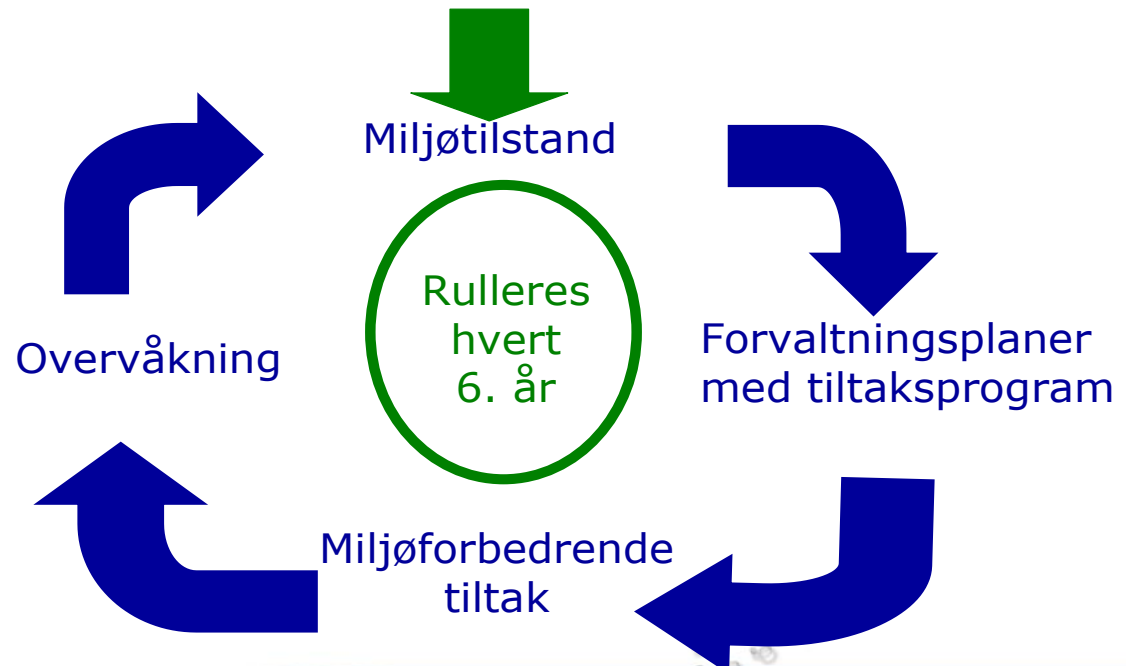 Miljøtilstand
Rulleres
hvert
6. år
Forvaltningsplaner
med tiltaksprogram
Miljøforbedrende
tiltak
Overvåkning